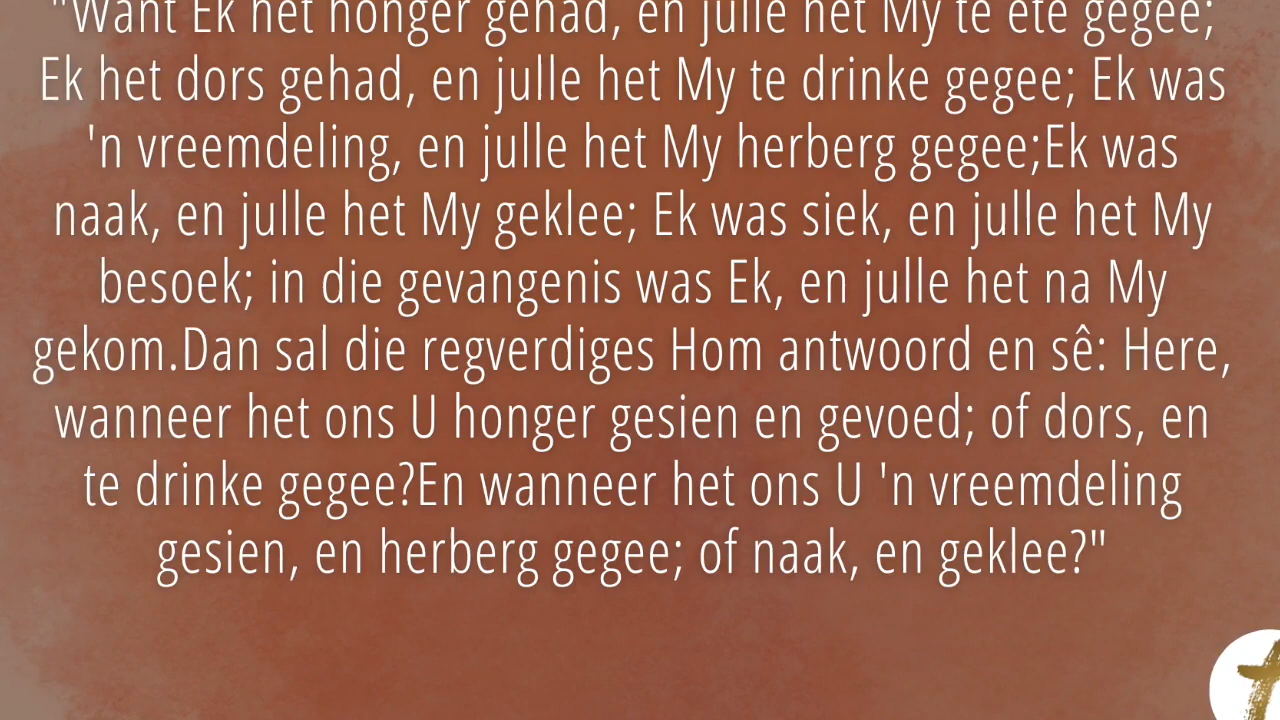 "Want Ek het honger gehad, en julle het My te ete gegee;
Ek het dors gehad, en julle het My te drinke gegee; Ek was
'n vreemdeling, en julle het My herberg gegee;Ek was
naak, en julle het My geklee; Ek was siek, en julle het My
besoek; in die gevangenis was Ek, en julle het na My
gekom.Dan sal die regverdiges Hom antwoord en sê: Here,
wanneer het ons U honger gesien en gevoed; of dors, en
te drinke gegee?En wanneer het ons U 'n vreemdeling
gesien, en herberg gegee; of naak, en geklee?"